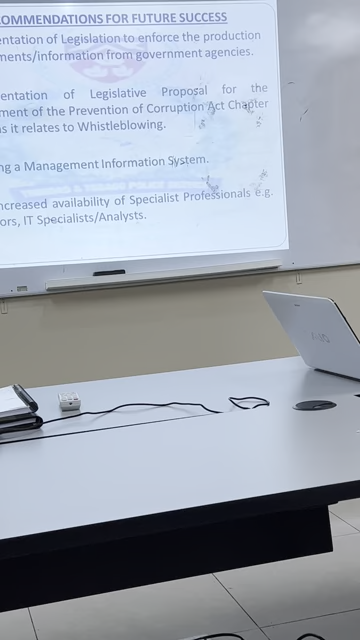 OMMENDATIONS FOR FUTURE SUCCESS
entation of Legislation to enforce the production
ments/information from government agencies.
entation of Legislative Proposal for the
ment of the Prevention of Corruption Act Chapter
as it relates to Whistleblowing.
ng a Management Information System.
ncreased availability of Specialist Professionals e.g.
ors, IT Specialists/Analysts.
VAIO